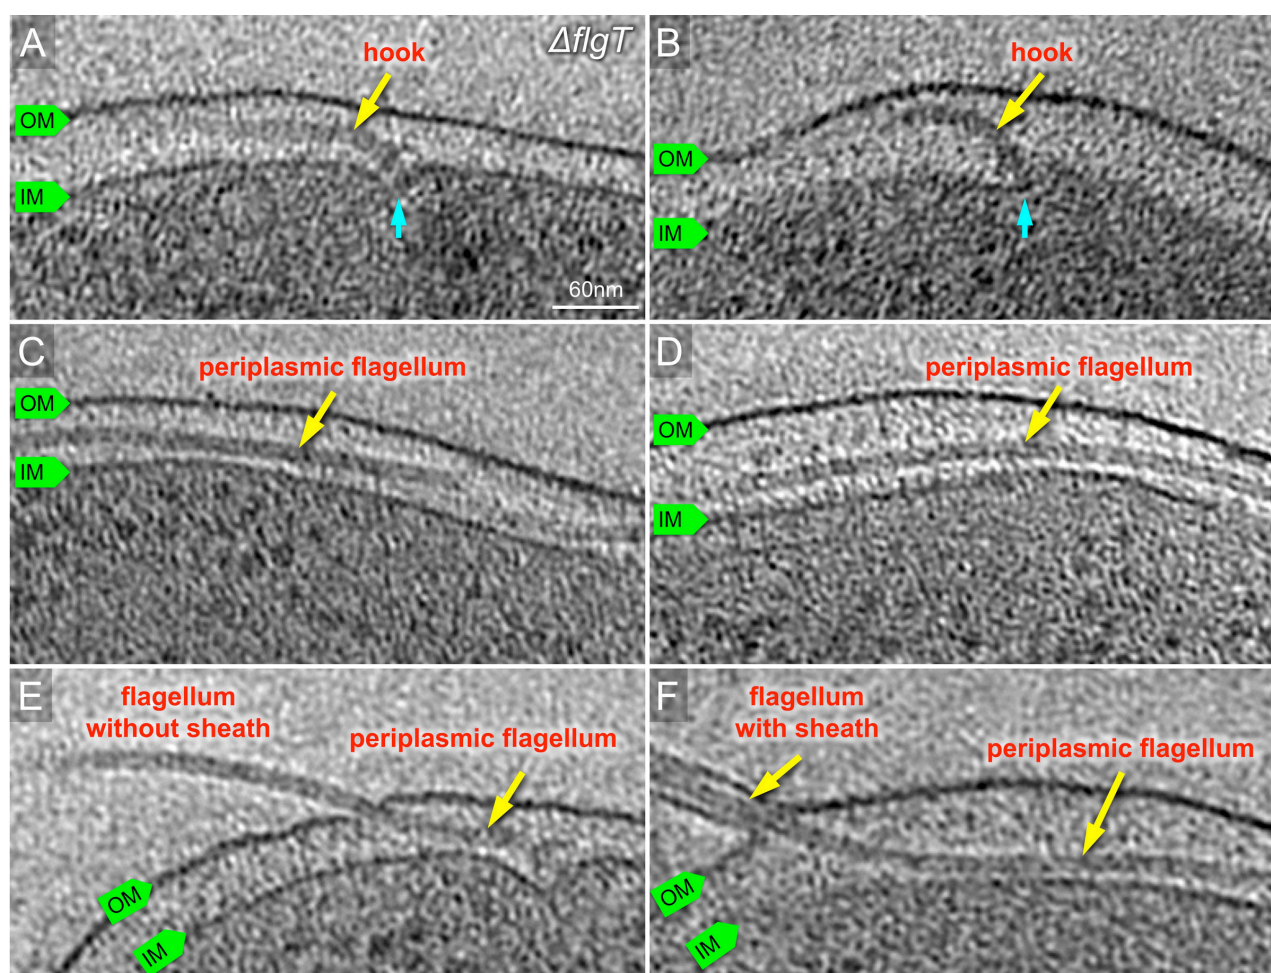 A
ΔflgT
hook
OM
IM
60nm
B
hook
OM
IM
C
periplasmic flagellum
OM
IM
D
periplasmic flagellum
OM
IM
E
flagellum
without sheath
periplasmic flagellum
OM
IM
F
flagellum
with sheath
periplasmic flagellum
OM
IM